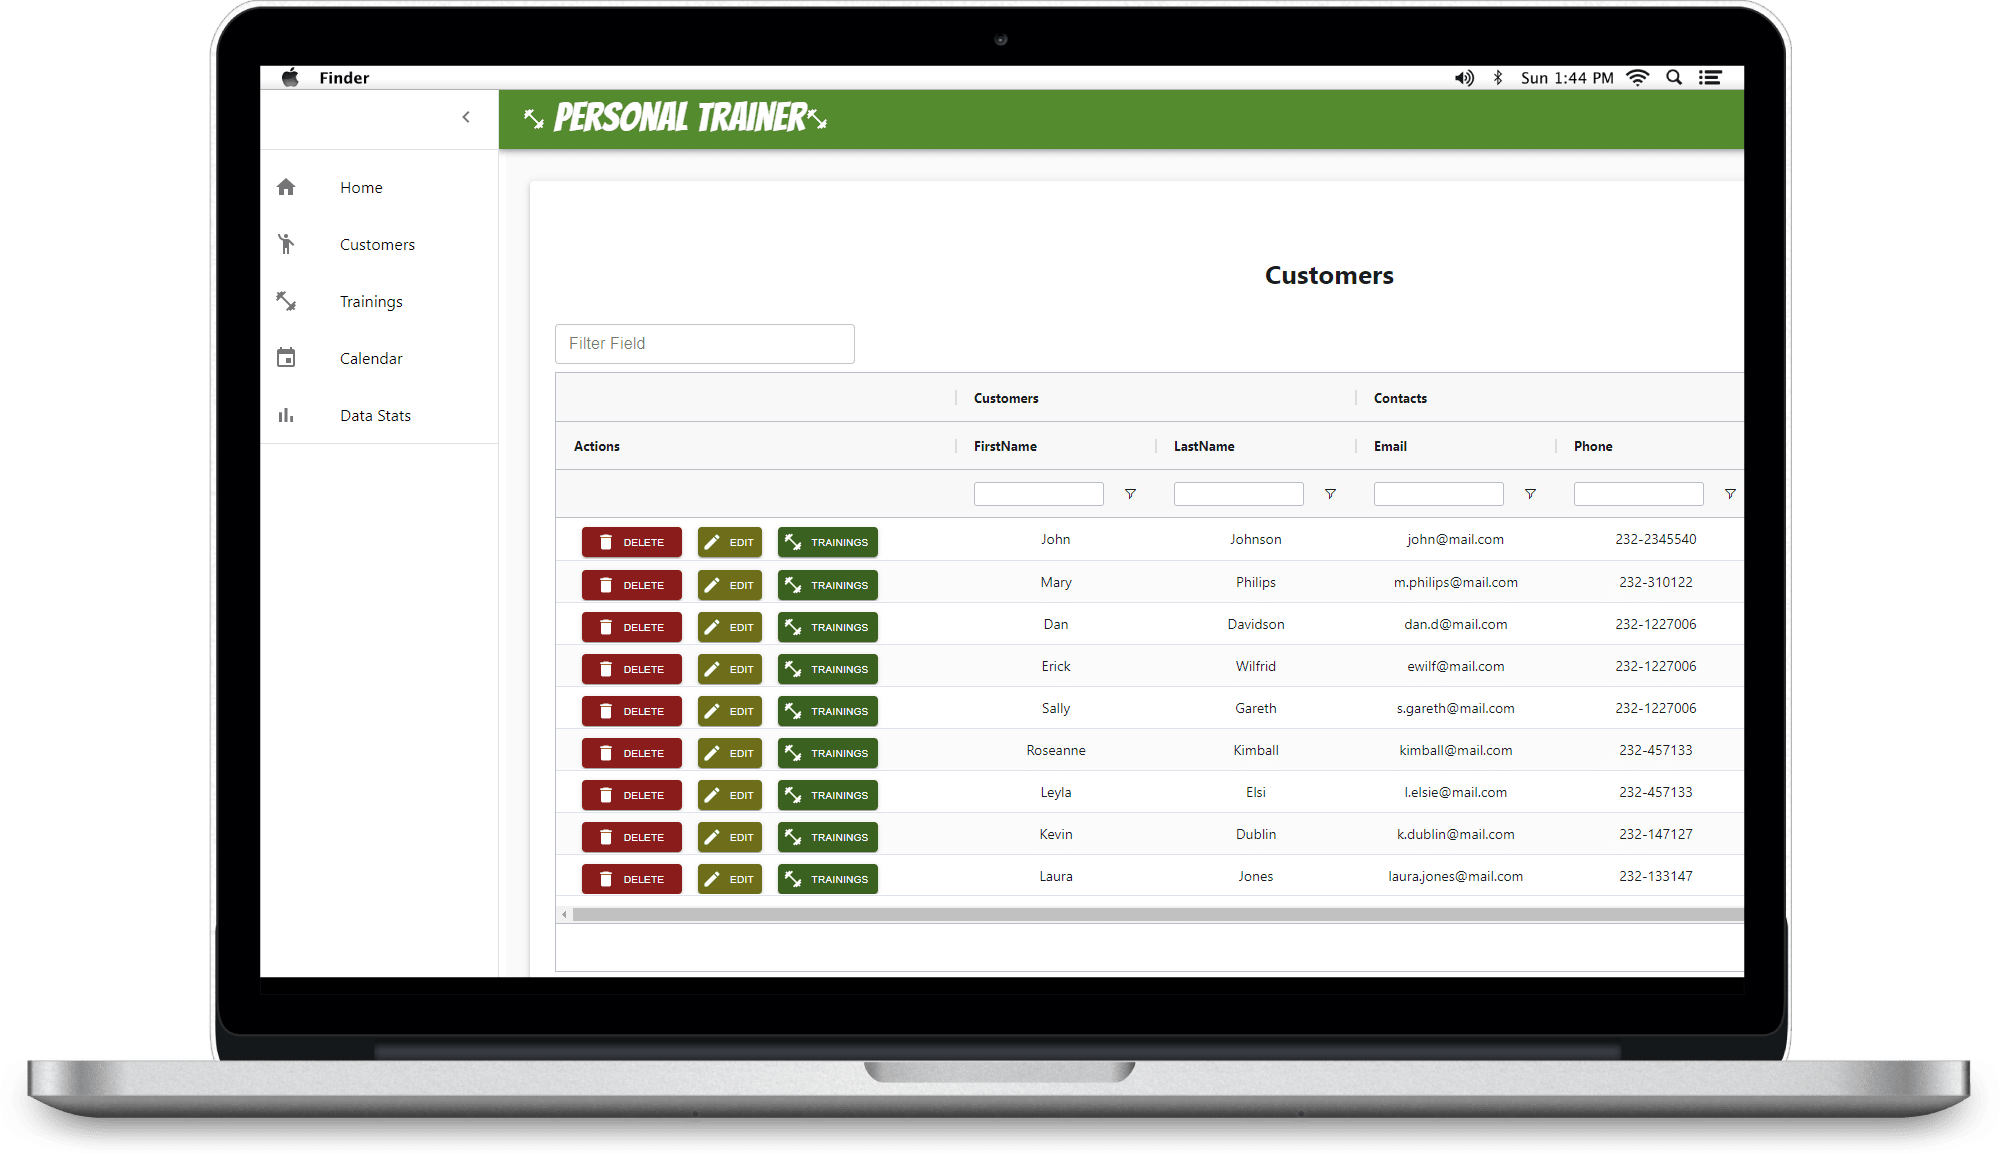 Finder Sun 1:44 PM
PERSONAL TRAINER
Home
Customers
Trainings
Calendar
Data Stats
Customers
Filter Field
Customers Contacts
Actions FirstName LastName Email Phone
DELETE EDIT TRAININGS John Johnson john@mail.com 232-2345540
DELETE EDIT TRAININGS Mary Philips m.philips@mail.com 232-310122
DELETE EDIT TRAININGS Dan Davidson dan.d@mail.com 232-1227006
DELETE EDIT TRAININGS Erick Wilfrid ewilf@mail.com 232-1227006
DELETE EDIT TRAININGS Sally Gareth s.gareth@mail.com 232-1227006
DELETE EDIT TRAININGS Roseanne Kimball kimball@mail.com 232-457133
DELETE EDIT TRAININGS Leyla Elsi l.elsie@mail.com 232-457133
DELETE EDIT TRAININGS Kevin Dublin k.dublin@mail.com 232-147127
DELETE EDIT TRAININGS Laura Jones laura.jones@mail.com 232-133147